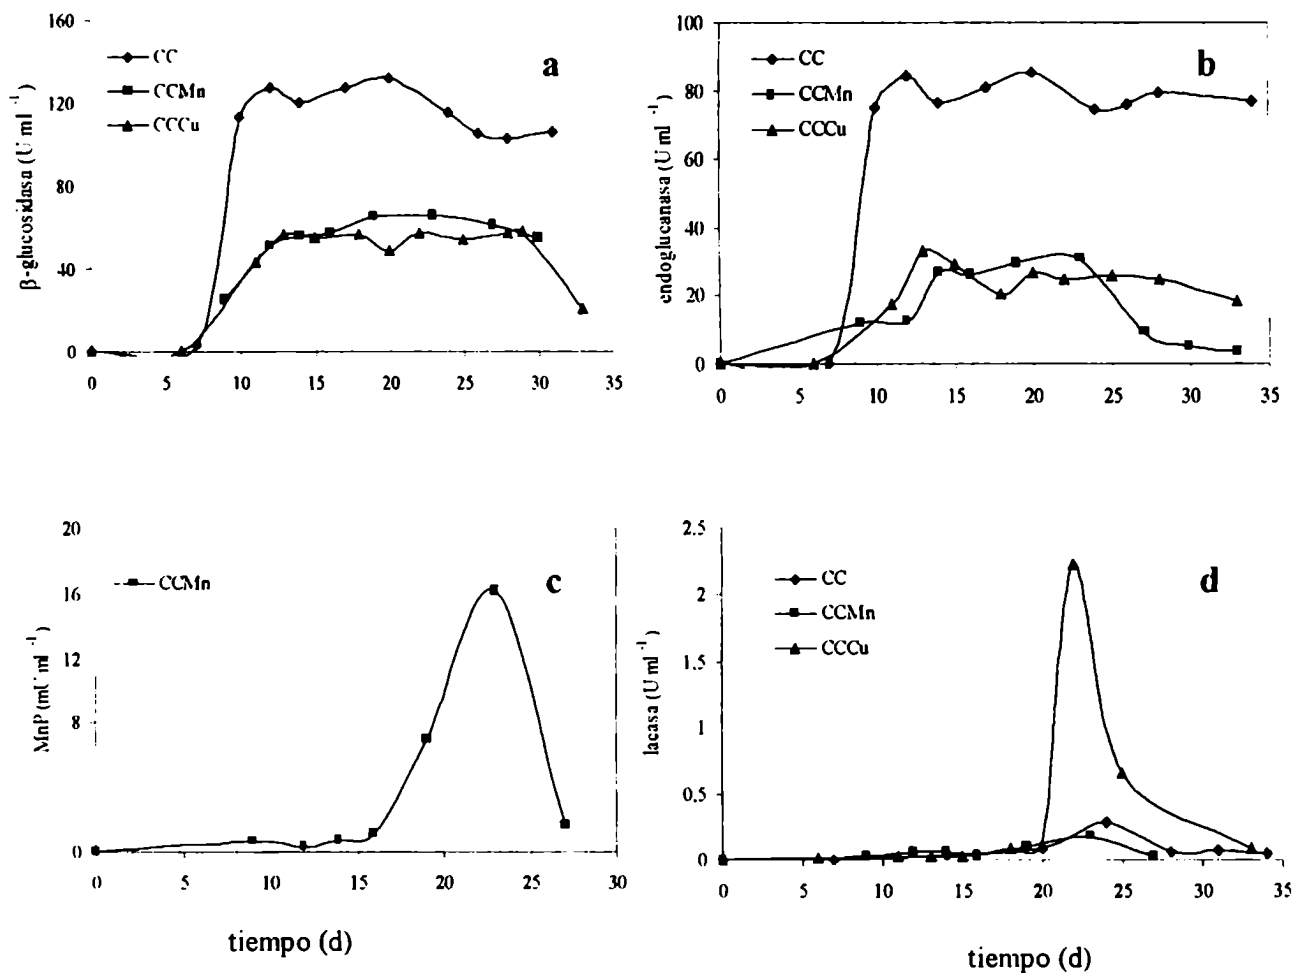 a
β-glucosidasa (U ml⁻¹)
160
120
80
40
0
CC
CCMn
CCCu
0 5 10 15 20 25 30 35
b
endoglucanasa (U ml⁻¹)
100
80
60
40
20
0
CC
CCMn
CCCu
0 5 10 15 20 25 30 35
c
MnP (mU ml⁻¹)
20
16
12
8
0
CCMn
0 5 10 15 20 25 30
tiempo (d)
d
lacasa (U ml⁻¹)
2.5
2
1.5
1
0.5
0
CC
CCMn
CCCu
0 5 10 15 20 25 30 35
tiempo (d)